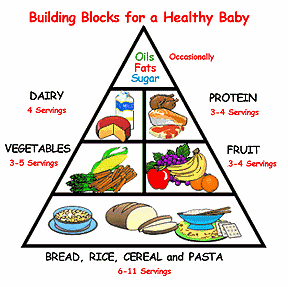 Building Blocks for a Healthy Baby
Oils
Fats
Sugar
Occasionally
DAIRY
4 Servings
PROTEIN
3-4 Servings
VEGETABLES
3-5 Servings
FRUIT
3-4 Servings
BREAD, RICE, CEREAL and PASTA
6-11 Servings